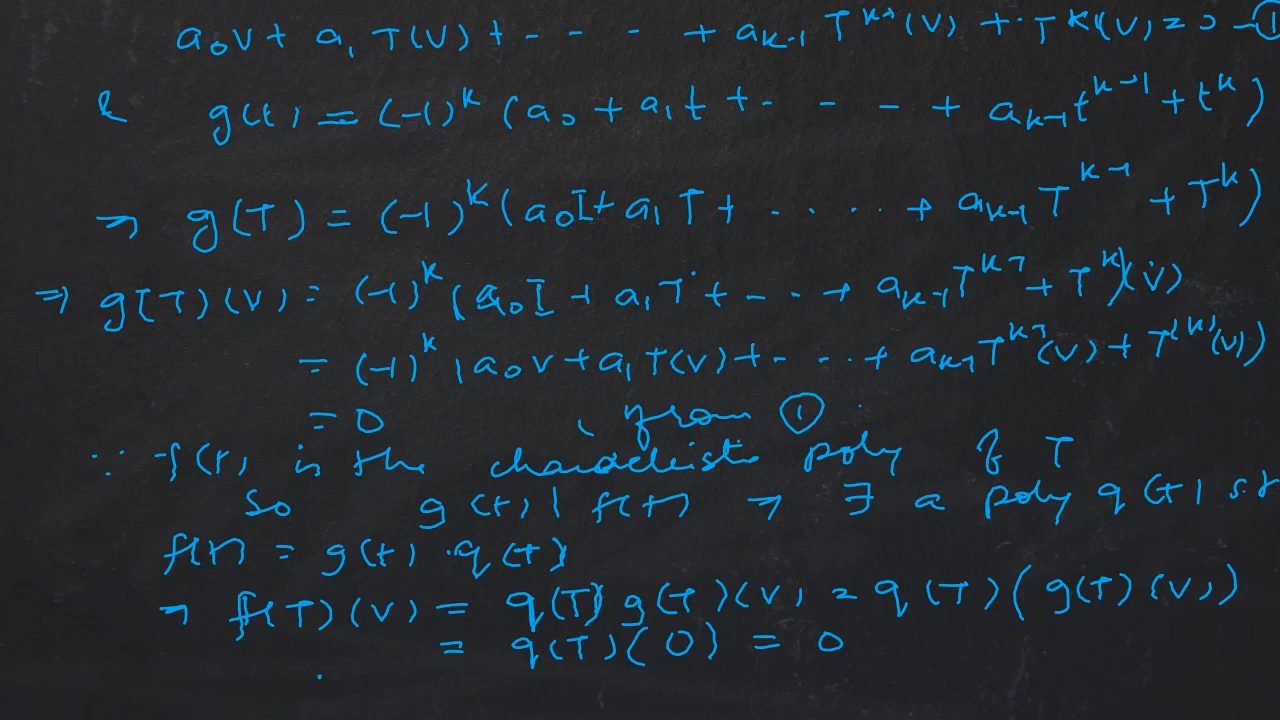 a₀v + a₁ T(v) + - - - + aₖ₋₁ Tᵏ⁻¹(v) + Tᵏ(v) = 0 — ①
& g(t) = (-1)ᵏ (a₀ + a₁t + - - - + aₖ₋₁tᵏ⁻¹ + tᵏ)
⇒ g(T) = (-1)ᵏ (a₀I + a₁T + ..... + aₖ₋₁Tᵏ⁻¹ + Tᵏ)
⇒ g(T)(v) = (-1)ᵏ (a₀I + a₁T + - - .. + aₖ₋₁Tᵏ⁻¹ + Tᵏ)(v)
= (-1)ᵏ (a₀v + a₁T(v) + - ... + aₖ₋₁Tᵏ⁻¹(v) + T⁽ᵏ⁾(v))
= 0 (from ①
∵ f(t) is the characteristic poly of T
So g(t) | f(t) ⇒ ∃ a poly q(t) s.t
f(t) = g(t) · q(t)
⇒ f(T)(v) = q(T) g(T)(v) = q(T)(g(T)(v))
= q(T)(0) = 0